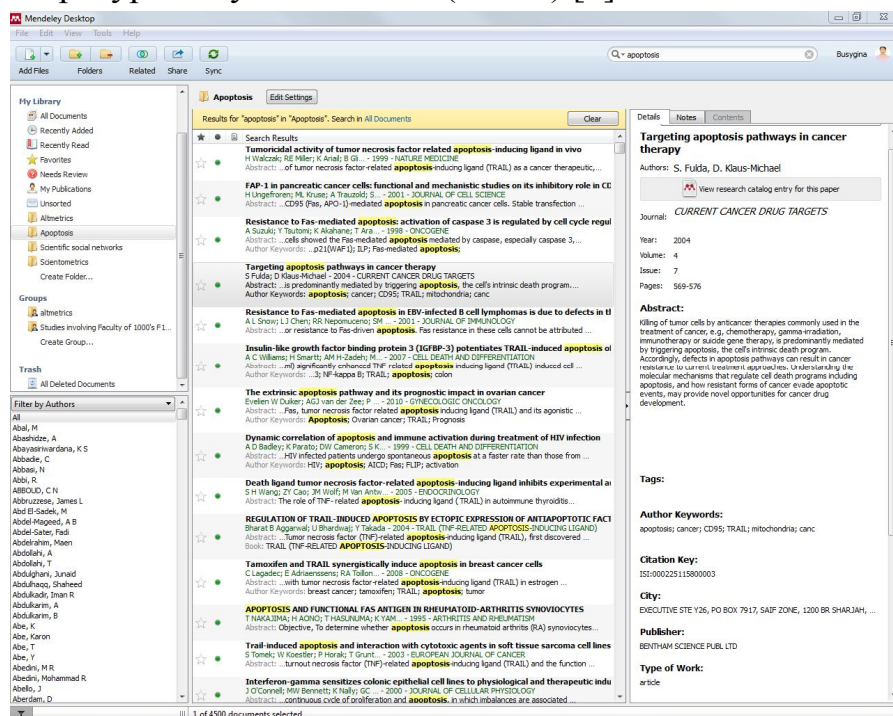 Mendeley Desktop
File Edit View Tools Help
Add Files Folders Related Share Sync
apoptosis
Busygina
My Library
All Documents
Recently Added
Recently Read
Favorites
Needs Review
My Publications
Unsorted
Altmetrics
Apoptosis
Scientific social networks
Scientometrics
Create Folder...
Groups
altmetrics
Studies involving Faculty of 1000's F1...
Create Group...
Trash
All Deleted Documents
Filter by Authors
All
Abal, M
Abashidze, A
Abayasiriwardana, K S
Abbadie, C
Abbasi, N
Abbi, R
ABBOUD, C N
Abbruzzese, James L
Abd El-Sadek, M
Abdel-Mageed, A B
Abdel-Sater, Fadi
Abdelrahim, Maen
Abdollahi, A
Abdollahi, T
Abdulghani, Junaid
Abdulhaqq, Shaheed
Abdulkadir, Iman R
Abdulkarim, A
Abdulkarim, B
Abe, K
Abe, Karon
Abe, T
Abe, Y
Abedini, M R
Abedini, Mohammad R
Abello, J
Aberdam, D
Apoptosis Edit Settings
Results for "apoptosis" in "Apoptosis". Search in All Documents Clear
Search Results
Tumoricidal activity of tumor necrosis factor related apoptosis-inducing ligand in vivo
H Walczak; RE Miller; K Ariail; B Gli... - 1999 - NATURE MEDICINE
Abstract: ...of tumor necrosis factor-related apoptosis-inducing ligand (TRAIL) as a cancer therapeutic,...
FAP-1 in pancreatic cancer cells: functional and mechanistic studies on its inhibitory role in CD
H Ungefroren; ML Kruse; A Trauzold; S... - 2001 - JOURNAL OF CELL SCIENCE
Abstract: ...CD95 (Fas, APO-1)-mediated apoptosis in pancreatic cancer cells. Stable transfection ...
Resistance to Fas-mediated apoptosis: activation of caspase 3 is regulated by cell cycle regul
A Suzuki; Y Tsutomi; K Akahane; T Ara... - 1998 - ONCOGENE
Abstract: ...cells showed the Fas-mediated apoptosis mediated by caspase, especially caspase 3,...
Author Keywords: ...p21(WAF1); ILP; Fas-mediated apoptosis;
Targeting apoptosis pathways in cancer therapy
S Fulda; D Klaus-Michael - 2004 - CURRENT CANCER DRUG TARGETS
Abstract: ...is predominantly mediated by triggering apoptosis, the cell's intrinsic death program....
Author Keywords: apoptosis; cancer; CD95; TRAIL; mitochondria; canc
Resistance to Fas-mediated apoptosis in EBV-infected B cell lymphomas is due to defects in th
A L Snow; L J Chen; RR Nepomuceno; SM ... - 2001 - JOURNAL OF IMMUNOLOGY
Abstract: ...or resistance to Fas-driven apoptosis. Fas resistance in these cells cannot be attributed ...
Insulin-like growth factor binding protein 3 (IGFBP-3) potentiates TRAIL-induced apoptosis of
A C Williams; H Smartt; AM H-Zadeh; M... - 2007 - CELL DEATH AND DIFFERENTIATION
Abstract: ...ml) significantly enhanced TNF related apoptosis inducing ligand (TRAIL) induced cell ...
Author Keywords: ...3; NF-kappa B; TRAIL; apoptosis; colon
The extrinsic apoptosis pathway and its prognostic impact in ovarian cancer
Evelien W Duiker; AGJ van der Zee; P ... - 2010 - GYNECOLOGIC ONCOLOGY
Abstract: ...Fas, tumor necrosis factor related apoptosis inducing ligand (TRAIL) and its agonistic ...
Author Keywords: Apoptosis; Ovarian cancer; TRAIL; Prognosis
Dynamic correlation of apoptosis and immune activation during treatment of HIV infection
A D Badley; K Parato; DW Cameron; S K... - 1999 - CELL DEATH AND DIFFERENTIATION
Abstract: ...HIV infected patients undergo spontaneous apoptosis at a faster rate than those from ...
Author Keywords: HIV; apoptosis; AICD; Fas; FLIP; activation
Death ligand tumor necrosis factor-related apoptosis-inducing ligand inhibits experimental au
S H Wang; ZY Cao; JM Wolf; M Van Antw... - 2005 - ENDOCRINOLOGY
Abstract: The role of TNF- related apoptosis- inducing ligand ( TRAIL) in autoimmune thyroiditis...
REGULATION OF TRAIL-INDUCED APOPTOSIS BY ECTOPIC EXPRESSION OF ANTIAPOPTOTIC FACT
Bharat B Aggarwal; U Bhardwaj; Y Takada - 2004 - TRAIL (TNF-RELATED APOPTOSIS-INDUCING LIGAND)
Abstract: ...Tumor necrosis factor (TNF)-related apoptosis-inducing ligand (TRAIL), first discovered ...
Book: TRAIL (TNF-RELATED APOPTOSIS-INDUCING LIGAND)
Tamoxifen and TRAIL synergistically induce apoptosis in breast cancer cells
C Lagadec; E Adriaenssens; RA Toillon... - 2008 - ONCOGENE
Abstract: ...with tumor necrosis factor-related apoptosis-inducing ligand (TRAIL) in estrogen ...
Author Keywords: breast cancer; tamoxifen; TRAIL; apoptosis; tumor
APOPTOSIS AND FUNCTIONAL FAS ANTIGEN IN RHEUMATOID-ARTHRITIS SYNOVIOCYTES
T NAKAJIMA; H AONO; T HASUNUMA; K YAM... - 1995 - ARTHRITIS AND RHEUMATISM
Abstract: Objective, To determine whether apoptosis occurs in rheumatoid arthritis (RA) synoviocytes...
Trail-induced apoptosis and interaction with cytotoxic agents in soft tissue sarcoma cell lines
S Tomek; W Koestler; P Horak; T Grunt... - 2003 - EUROPEAN JOURNAL OF CANCER
Abstract: ...turnout necrosis factor (TNF)-related apoptosis-inducing ligand (TRAIL) and the function ...
Interferon-gamma sensitizes colonic epithelial cell lines to physiological and therapeutic indu
J O'Connell; MW Bennett; K Nally; GC ... - 2000 - JOURNAL OF CELLULAR PHYSIOLOGY
Abstract: ...continuous cycle of proliferation and apoptosis, in which imbalances are associated ...
1 of 4500 documents selected
Details Notes Contents
Targeting apoptosis pathways in cancer
therapy
Authors: S. Fulda, D. Klaus-Michael
View research catalog entry for this paper
Journal: CURRENT CANCER DRUG TARGETS
Year: 2004
Volume: 4
Issue: 7
Pages: 569-576
Abstract:
Killing of tumor cells by anticancer therapies commonly used in the
treatment of cancer, e.g, chemotherapy, gamma-irradiation,
immunotherapy or suicide gene therapy, is predominantly mediated
by triggering apoptosis, the cell's intrinsic death program.
Accordingly, defects in apoptosis pathways can result in cancer
resistance to current treatment approaches. Understanding the
molecular mechanisms that regulate cell death programs including
apoptosis, and how resistant forms of cancer evade apoptotic
events, may provide novel opportunities for cancer drug
development.
Tags:
Author Keywords:
apoptosis; cancer; CD95; TRAIL; mitochondria; canc
Citation Key:
ISI:000225115800003
City:
EXECUTIVE STE Y26, PO BOX 7917, SAIF ZONE, 1200 BR SHARJAH, ...
Publisher:
BENTHAM SCIENCE PUBL LTD
Type of Work:
article